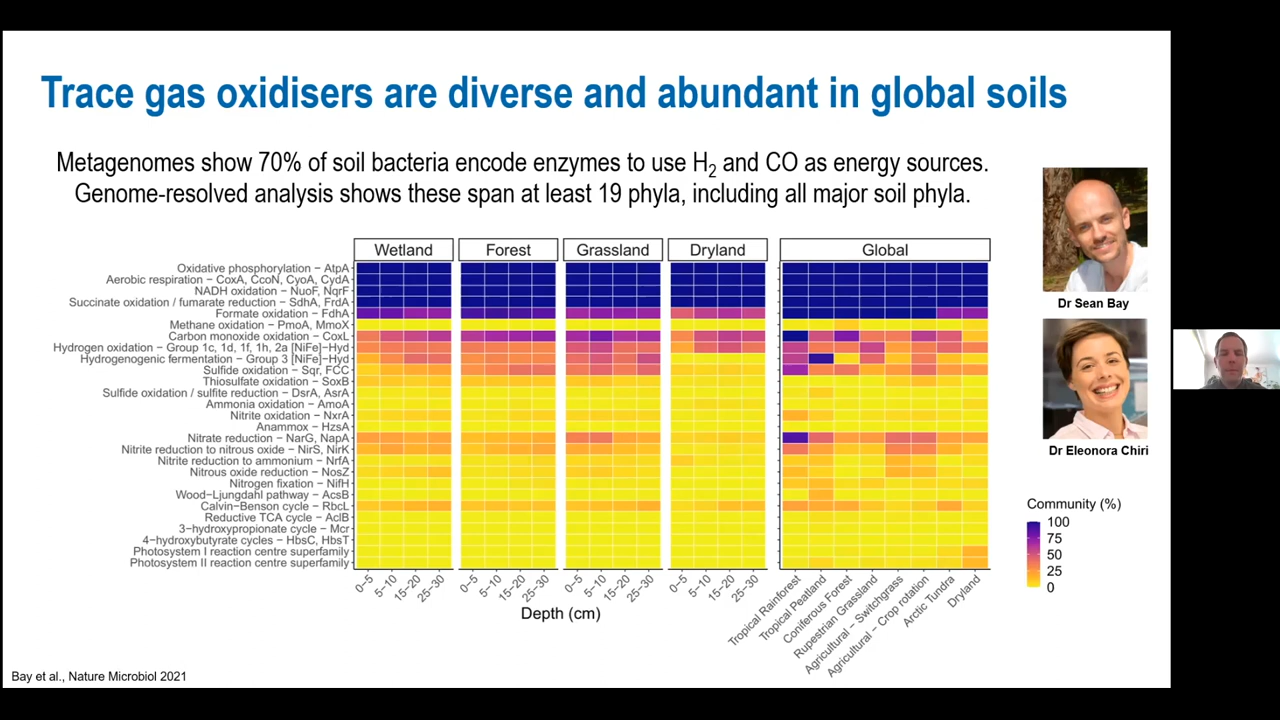 Trace gas oxidisers are diverse and abundant in global soils
Metagenomes show 70% of soil bacteria encode enzymes to use H₂ and CO as energy sources.
Genome-resolved analysis shows these span at least 19 phyla, including all major soil phyla.
Dr Sean Bay
Dr Eleonora Chiri
Wetland
Forest
Grassland
Dryland
Global
Oxidative phosphorylation − AtpA
Aerobic respiration − CoxA, CcoN, CyoA, CydA
NADH oxidation − NuoF, NqrF
Succinate oxidation / fumarate reduction − SdhA, FrdA
Formate oxidation − FdhA
Methane oxidation − PmoA, MmoX
Carbon monoxide oxidation − CoxL
Hydrogen oxidation − Group 1c, 1d, 1f, 1h, 2a [NiFe]−Hyd
Hydrogenogenic fermentation − Group 3 [NiFe]−Hyd
Sulfide oxidation − Sqr, FCC
Thiosulfate oxidation − SoxB
Sulfide oxidation / sulfite reduction − DsrA, AsrA
Ammonia oxidation − AmoA
Nitrite oxidation − NxrA
Anammox − HzsA
Nitrate reduction − NarG, NapA
Nitrite reduction to nitrous oxide − NirS, NirK
Nitrite reduction to ammonium − NrfA
Nitrous oxide reduction − NosZ
Nitrogen fixation − NifH
Wood−Ljungdahl pathway − AcsB
Calvin−Benson cycle − RbcL
Reductive TCA cycle − AclB
3−hydroxypropionate cycle − Mcr
4−hydroxybutyrate cycles − HbsC, HbsT
Photosystem I reaction centre superfamily
Photosystem II reaction centre superfamily
0−5
5−10
15−20
25−30
0−5
5−10
15−20
25−30
0−5
5−10
15−20
25−30
0−5
5−10
15−20
25−30
Depth (cm)
Tropical Rainforest
Tropical Peatland
Coniferous Forest
Rupestrian Grassland
Agricultural − Switchgrass
Agricultural − Crop rotation
Arctic Tundra
Dryland
Community (%)
100
75
50
25
0
Bay et al., Nature Microbiol 2021